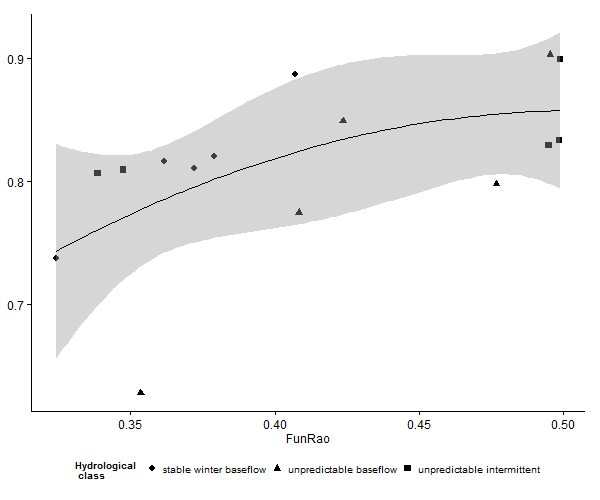 0.9
0.8
0.7
0.35 0.40 0.45 0.50
FunRao
Hydrological
class
stable winter baseflow unpredictable baseflow unpredictable intermittent